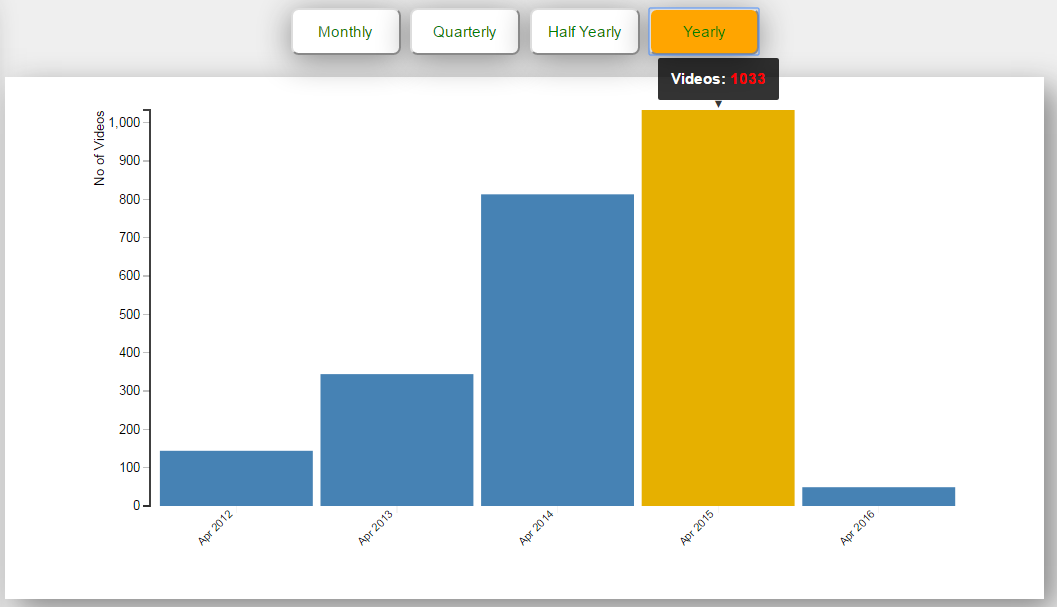 Monthly Quarterly Half Yearly Yearly
Videos: 1033
No of Videos
1,000
900
800
700
600
500
400
300
200
100
0
Apr 2012 Apr 2013 Apr 2014 Apr 2015 Apr 2016